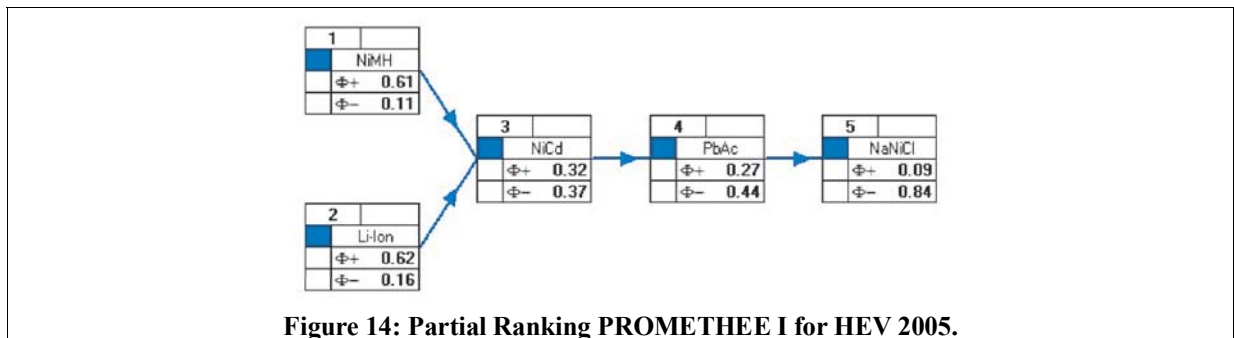 1
NiMH
Φ+ 0.61
Φ− 0.11
2
Li-Ion
Φ+ 0.62
Φ− 0.16
3
NiCd
Φ+ 0.32
Φ− 0.37
4
PbAc
Φ+ 0.27
Φ− 0.44
5
NaNiCl
Φ+ 0.09
Φ− 0.84
Figure 14: Partial Ranking PROMETHEE I for HEV 2005.